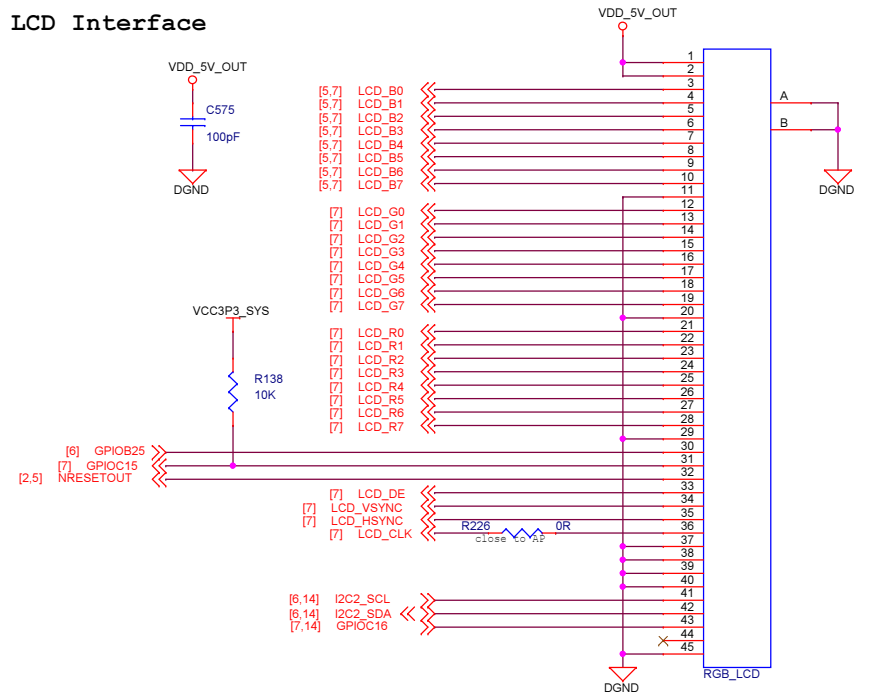 LCD Interface
VDD_5V_OUT
VDD_5V_OUT
C575
100pF
DGND
[5,7] LCD_B0
[5,7] LCD_B1
[5,7] LCD_B2
[5,7] LCD_B3
[5,7] LCD_B4
[5,7] LCD_B5
[5,7] LCD_B6
[5,7] LCD_B7
[7] LCD_G0
[7] LCD_G1
[7] LCD_G2
[7] LCD_G3
[7] LCD_G4
[7] LCD_G5
[7] LCD_G6
[7] LCD_G7
VCC3P3_SYS
R138
10K
[7] LCD_R0
[7] LCD_R1
[7] LCD_R2
[7] LCD_R3
[7] LCD_R4
[7] LCD_R5
[7] LCD_R6
[7] LCD_R7
[6] GPIOB25
[7] GPIOC15
[2,5] NRESETOUT
[7] LCD_DE
[7] LCD_VSYNC
[7] LCD_HSYNC
[7] LCD_CLK
R226 0R
close to AP
[6,14] I2C2_SCL
[6,14] I2C2_SDA
[7,14] GPIOC16
1
2
3
4
5
6
7
8
9
10
11
12
13
14
15
16
17
18
19
20
21
22
23
24
25
26
27
28
29
30
31
32
33
34
35
36
37
38
39
40
41
42
43
44
45
A
B
DGND
RGB_LCD
DGND